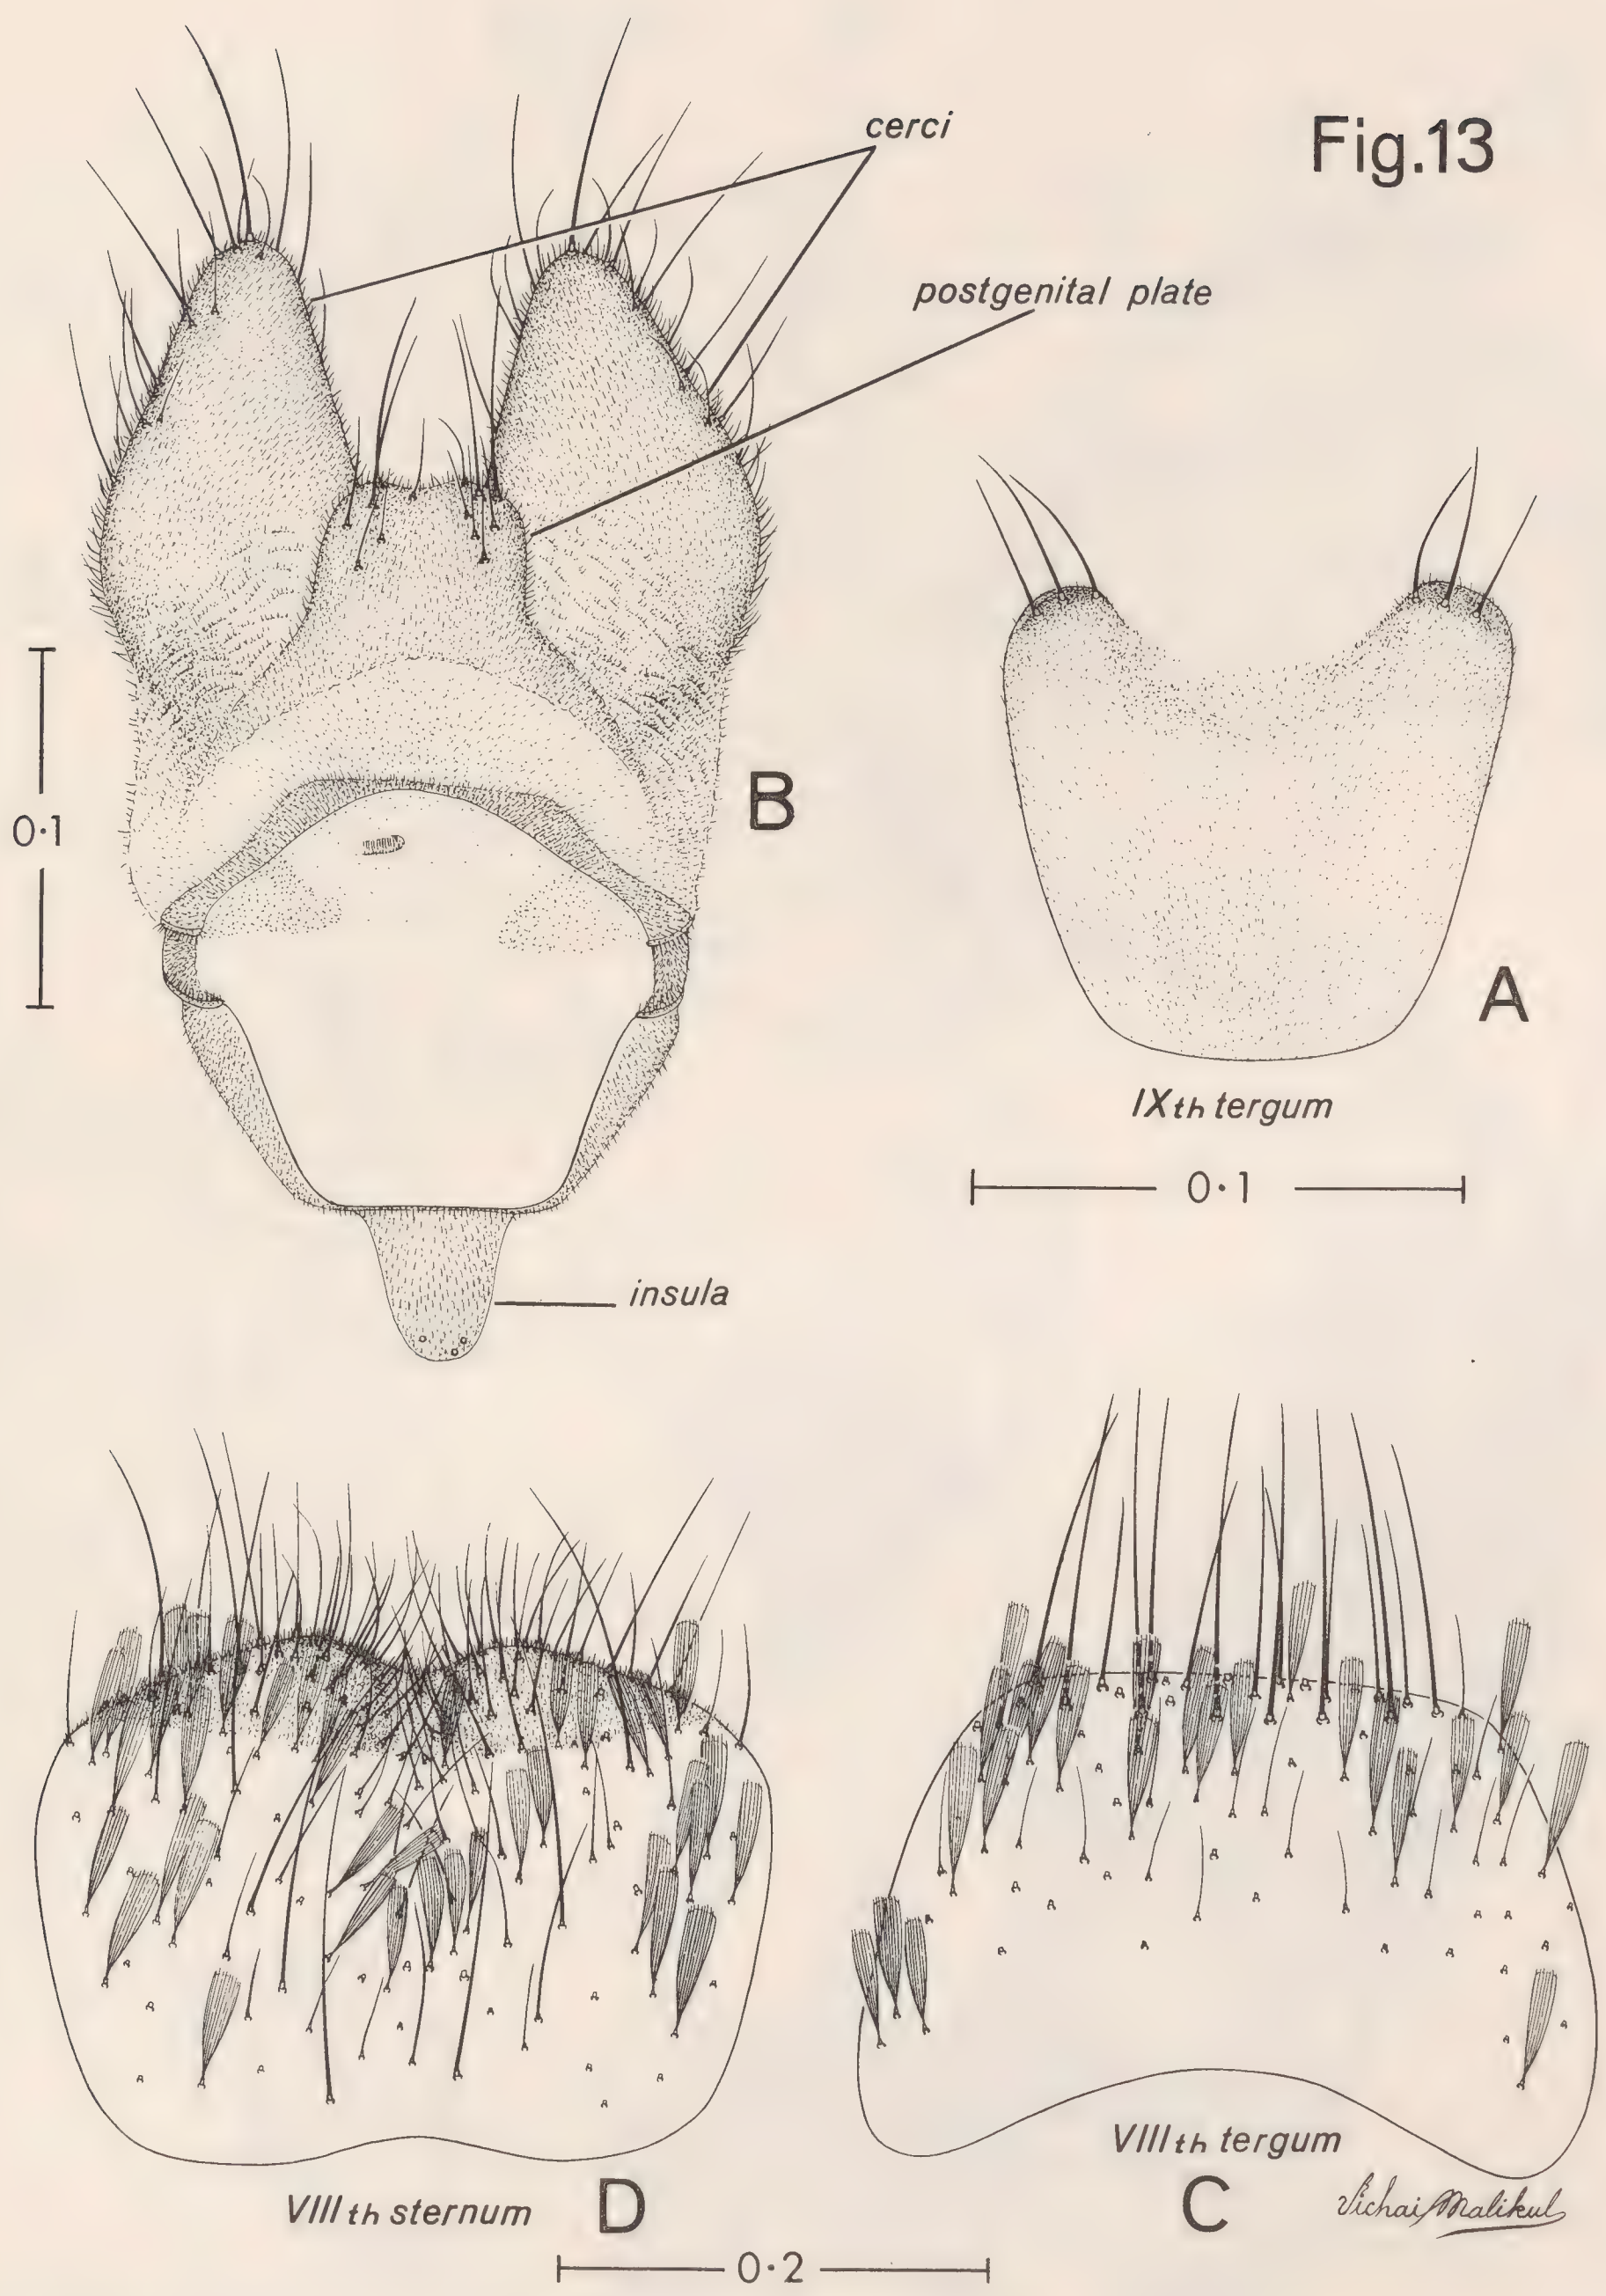 Fig.13
cerci
postgenital plate
B
0·1
A
IXth tergum
0·1
insula
VIIIth tergum
C
Vichai Malikul
VIIIth sternum
D
0·2